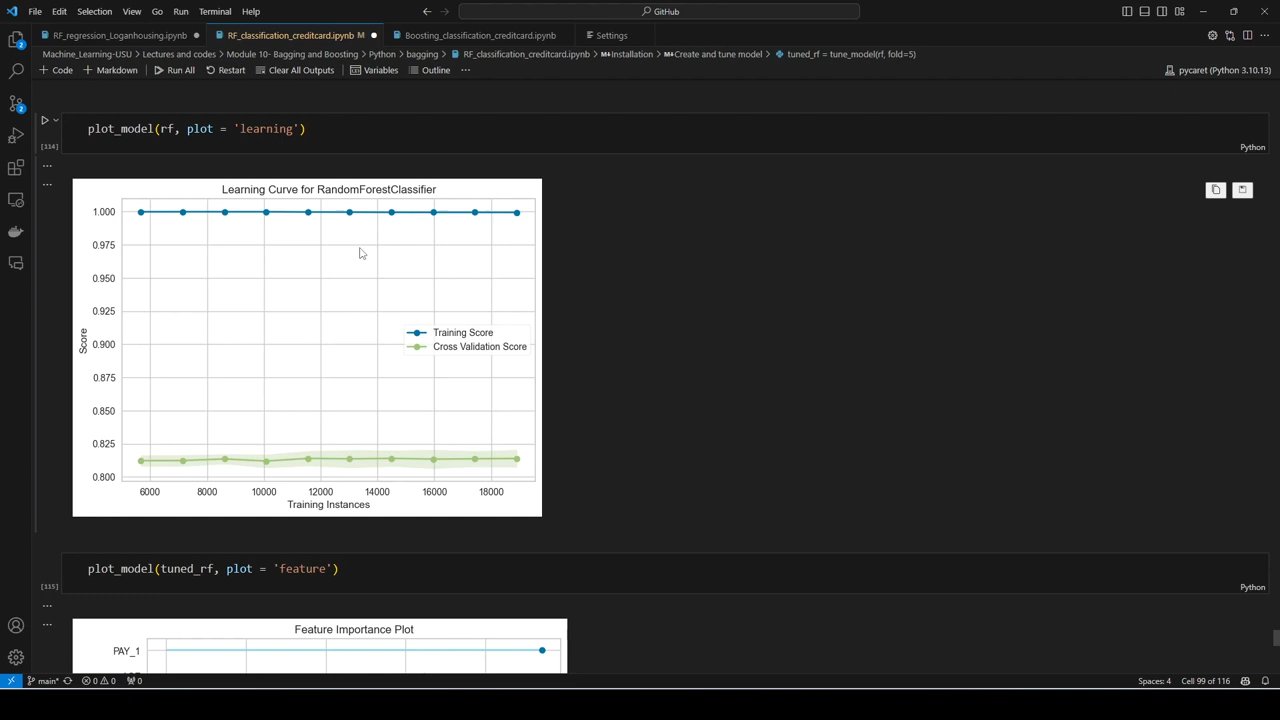 File Edit Selection View Go Run Terminal Help
GitHub
RF_regression_Loganhousing.ipynb
RF_classification_creditcard.ipynb M
Boosting_classification_creditcard.ipynb
Settings
Machine_Learning-USU > Lectures and codes > Module 10- Bagging and Boosting > Python > bagging > RF_classification_creditcard.ipynb > M↓Installation > M↓Create and tune model > tuned_rf = tune_model(rf, fold=5)
+ Code + Markdown Run All Restart Clear All Outputs Variables Outline ...
pycaret (Python 3.10.13)
2
2
plot_model(rf, plot = 'learning')
[114]
Python
...
...
Learning Curve for RandomForestClassifier
1.000
0.975
0.950
0.925
0.900
0.875
0.850
0.825
0.800
Score
Training Score
Cross Validation Score
6000 8000 10000 12000 14000 16000 18000
Training Instances
plot_model(tuned_rf, plot = 'feature')
[115]
Python
...
...
Feature Importance Plot
PAY_1
main* 0 0 0
Spaces: 4 Cell 99 of 116